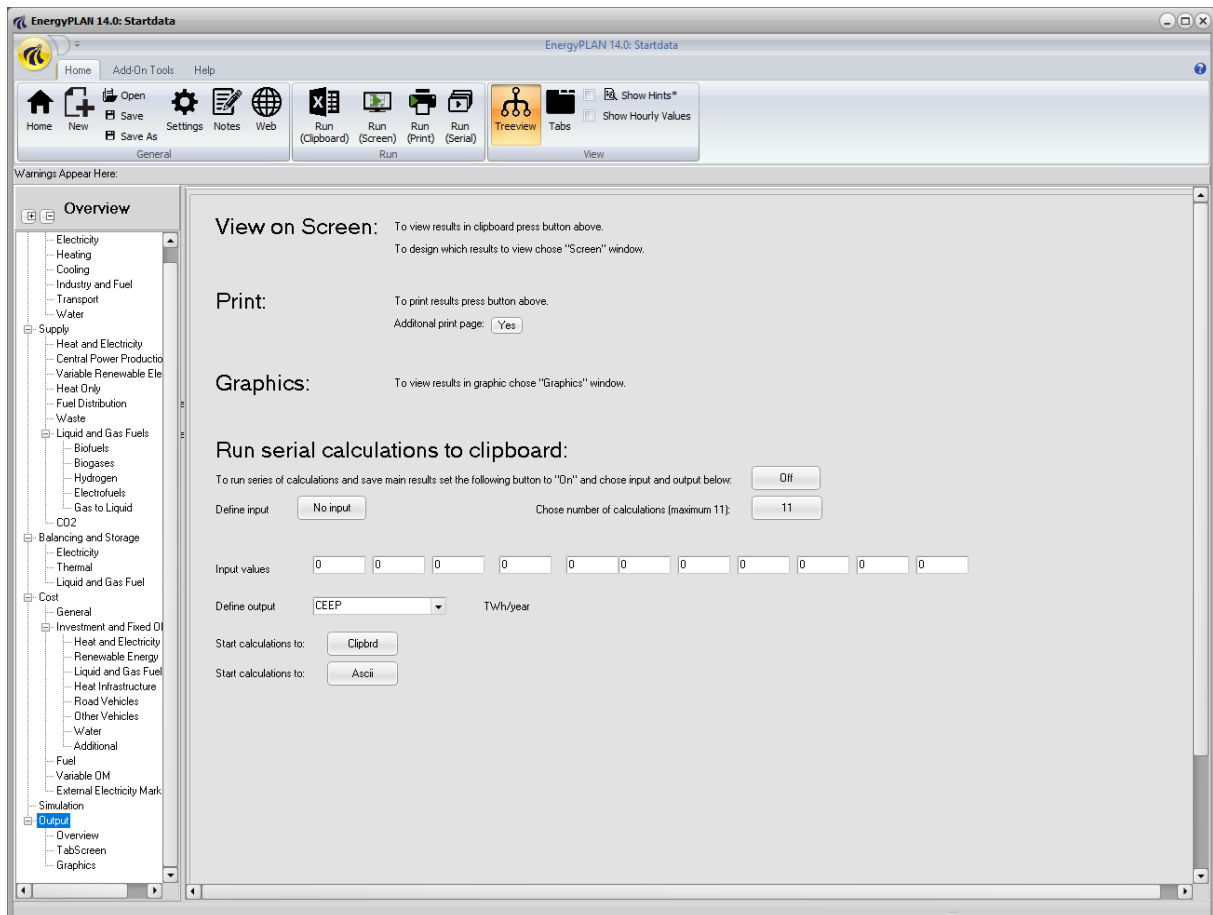 EnergyPLAN 14.0: Startdata
EnergyPLAN 14.0: Startdata
Home Add-On Tools Help
Home
New
Open
Save
Save As
Settings
Notes
Web
General
Run (Clipboard)
Run (Screen)
Run (Print)
Run (Serial)
Run
Treeview
Tabs
Show Hints*
Show Hourly Values
View
Warnings Appear Here:
Overview
Electricity
Heating
Cooling
Industry and Fuel
Transport
Water
Supply
Heat and Electricity
Central Power Productio
Variable Renewable Ele
Heat Only
Fuel Distribution
Waste
Liquid and Gas Fuels
Biofuels
Biogases
Hydrogen
Electrofuels
Gas to Liquid
CO2
Balancing and Storage
Electricity
Thermal
Liquid and Gas Fuel
Cost
General
Investment and Fixed OI
Heat and Electricity
Renewable Energy
Liquid and Gas Fuel
Heat Infrastructure
Road Vehicles
Other Vehicles
Water
Additional
Fuel
Variable OM
External Electricity Mark
Simulation
Output
Overview
TabScreen
Graphics
View on Screen: To view results in clipboard press button above.
To design which results to view chose "Screen" window.
Print: To print results press button above.
Additonal print page: Yes
Graphics: To view results in graphic chose "Graphics" window.
Run serial calculations to clipboard:
To run series of calculations and save main results set the following button to "On" and chose input and output below: Off
Define input No input Chose number of calculations (maximum 11): 11
Input values 0 0 0 0 0 0 0 0 0 0 0
Define output CEEP TWh/year
Start calculations to: Clipbrd
Start calculations to: Ascii